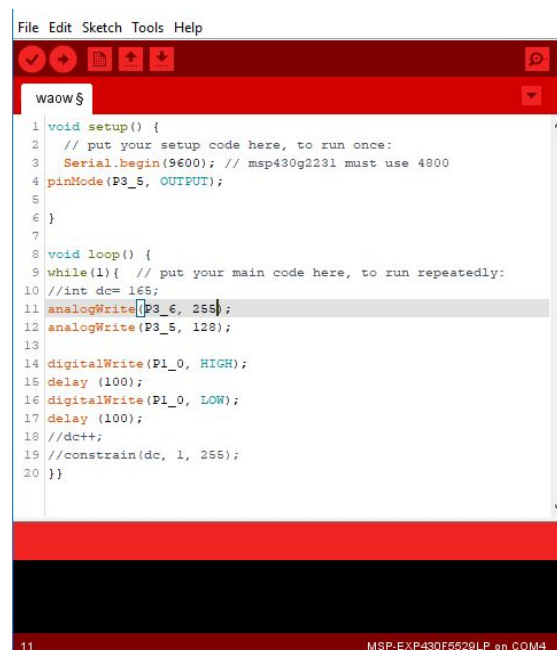 File Edit Sketch Tools Help
waow §
1 void setup() {
2 // put your setup code here, to run once:
3 Serial.begin(9600); // msp430g2231 must use 4800
4 pinMode(P3_5, OUTPUT);
5
6 }
7
8 void loop() {
9 while(1){ // put your main code here, to run repeatedly:
10 //int dc= 165;
11 analogWrite(P3_6, 255);
12 analogWrite(P3_5, 128);
13
14 digitalWrite(P1_0, HIGH);
15 delay (100);
16 digitalWrite(P1_0, LOW);
17 delay (100);
18 //dc++;
19 //constrain(dc, 1, 255);
20 }}
11 MSP-EXP430F5529LP on COM4